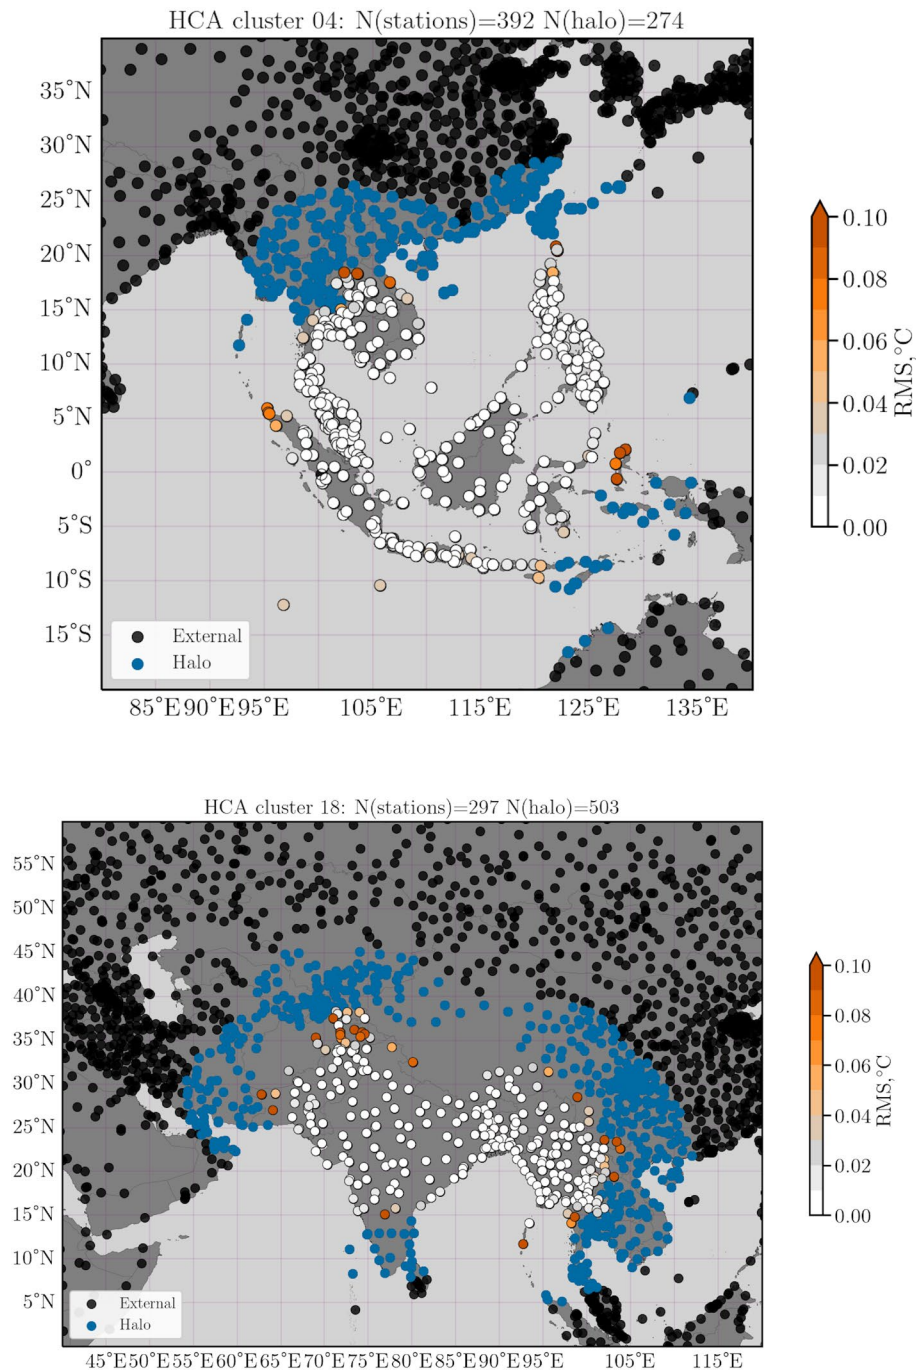 HCA cluster 04: N(stations)=392 N(halo)=274
35°N
30°N
25°N
20°N
15°N
10°N
5°N
0°
5°S
10°S
15°S
External
Halo
85°E90°E95°E 105°E 115°E 125°E 135°E
0.10
0.08
0.06
0.04
0.02
0.00
RMS,°C
HCA cluster 18: N(stations)=297 N(halo)=503
55°N
50°N
45°N
40°N
35°N
30°N
25°N
20°N
15°N
10°N
5°N
External
Halo
45°E50°E55°E60°E65°E70°E75°E80°E85°E90°E95°E 105°E 115°E
0.10
0.08
0.06
0.04
0.02
0.00
RMS,°C